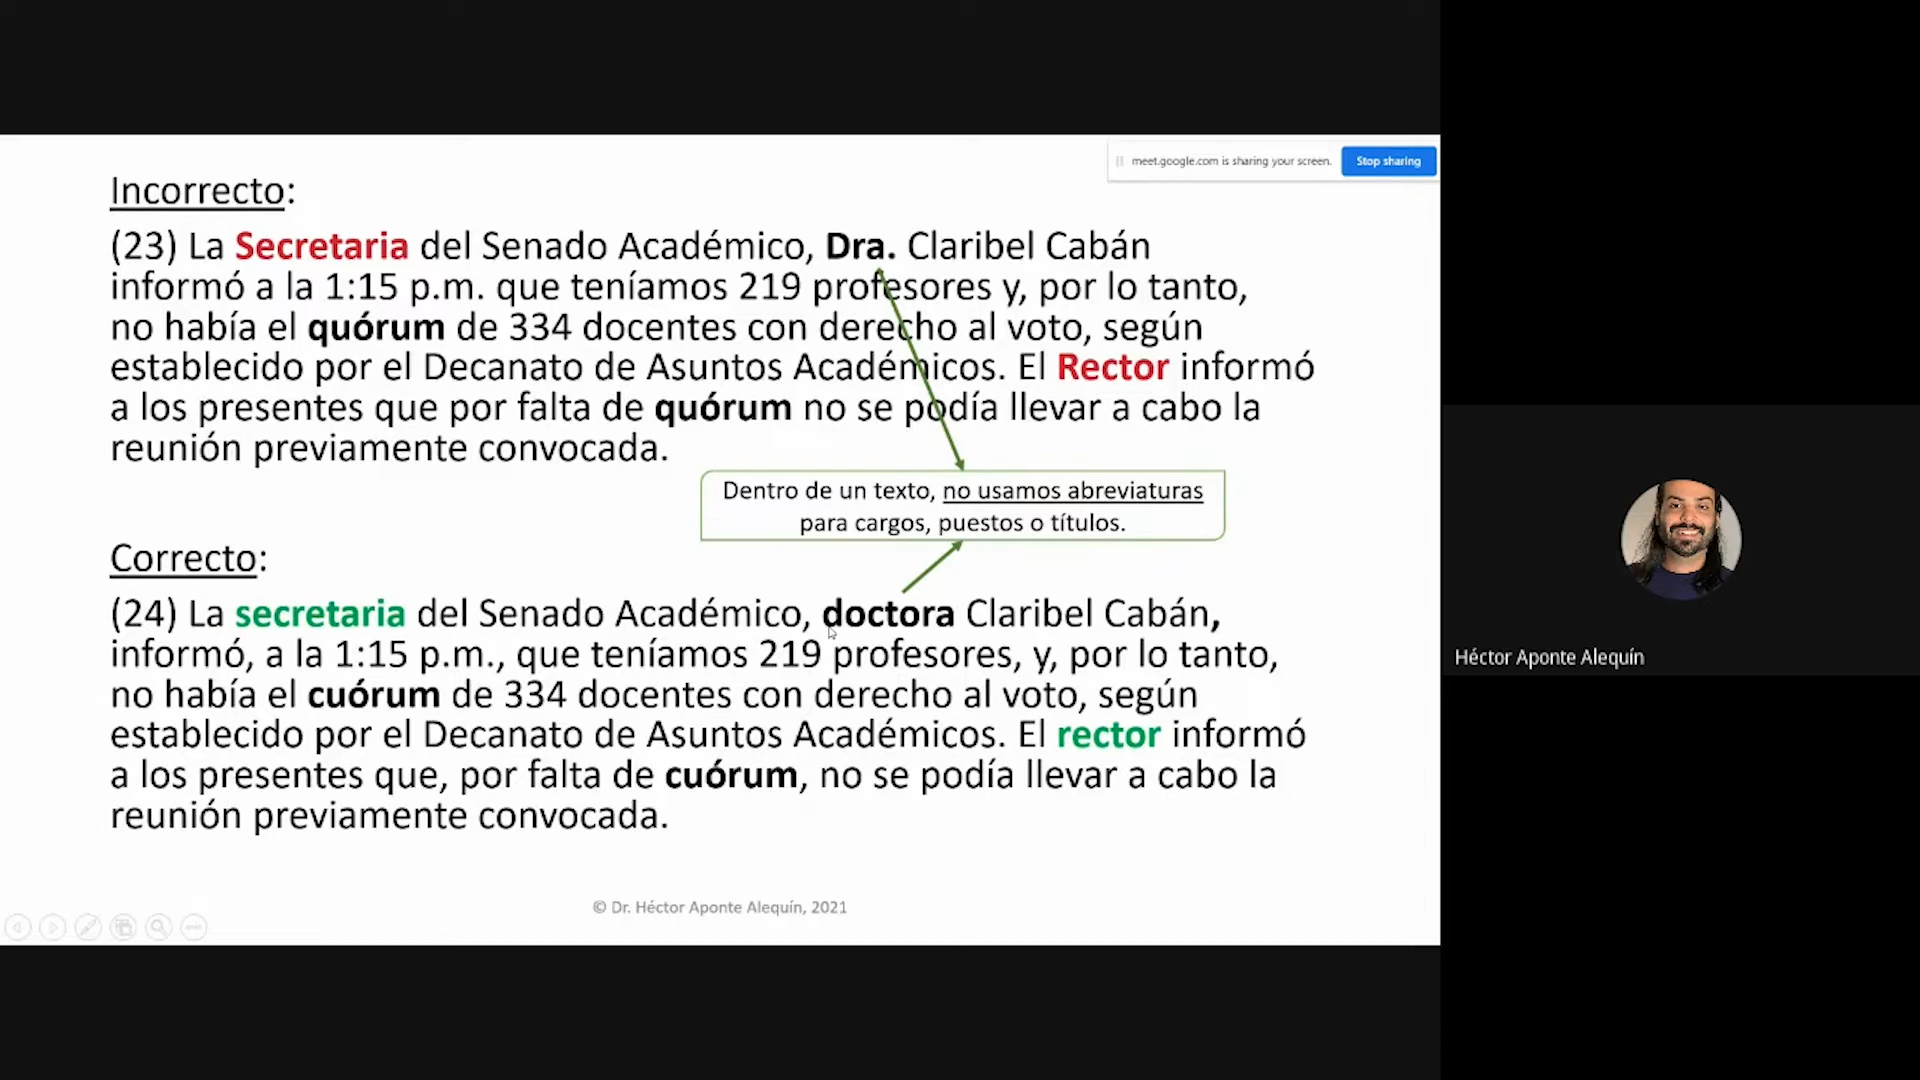 meet.google.com is sharing your screen.
Stop sharing
Incorrecto:
(23) La Secretaria del Senado Académico, Dra. Claribel Cabán
informó a la 1:15 p.m. que teníamos 219 profesores y, por lo tanto,
no había el quórum de 334 docentes con derecho al voto, según
establecido por el Decanato de Asuntos Académicos. El Rector informó
a los presentes que por falta de quórum no se podía llevar a cabo la
reunión previamente convocada.
Dentro de un texto, no usamos abreviaturas
para cargos, puestos o títulos.
Correcto:
(24) La secretaria del Senado Académico, doctora Claribel Cabán,
informó, a la 1:15 p.m., que teníamos 219 profesores, y, por lo tanto,
no había el cuórum de 334 docentes con derecho al voto, según
establecido por el Decanato de Asuntos Académicos. El rector informó
a los presentes que, por falta de cuórum, no se podía llevar a cabo la
reunión previamente convocada.
© Dr. Héctor Aponte Alequín, 2021
Héctor Aponte Alequín